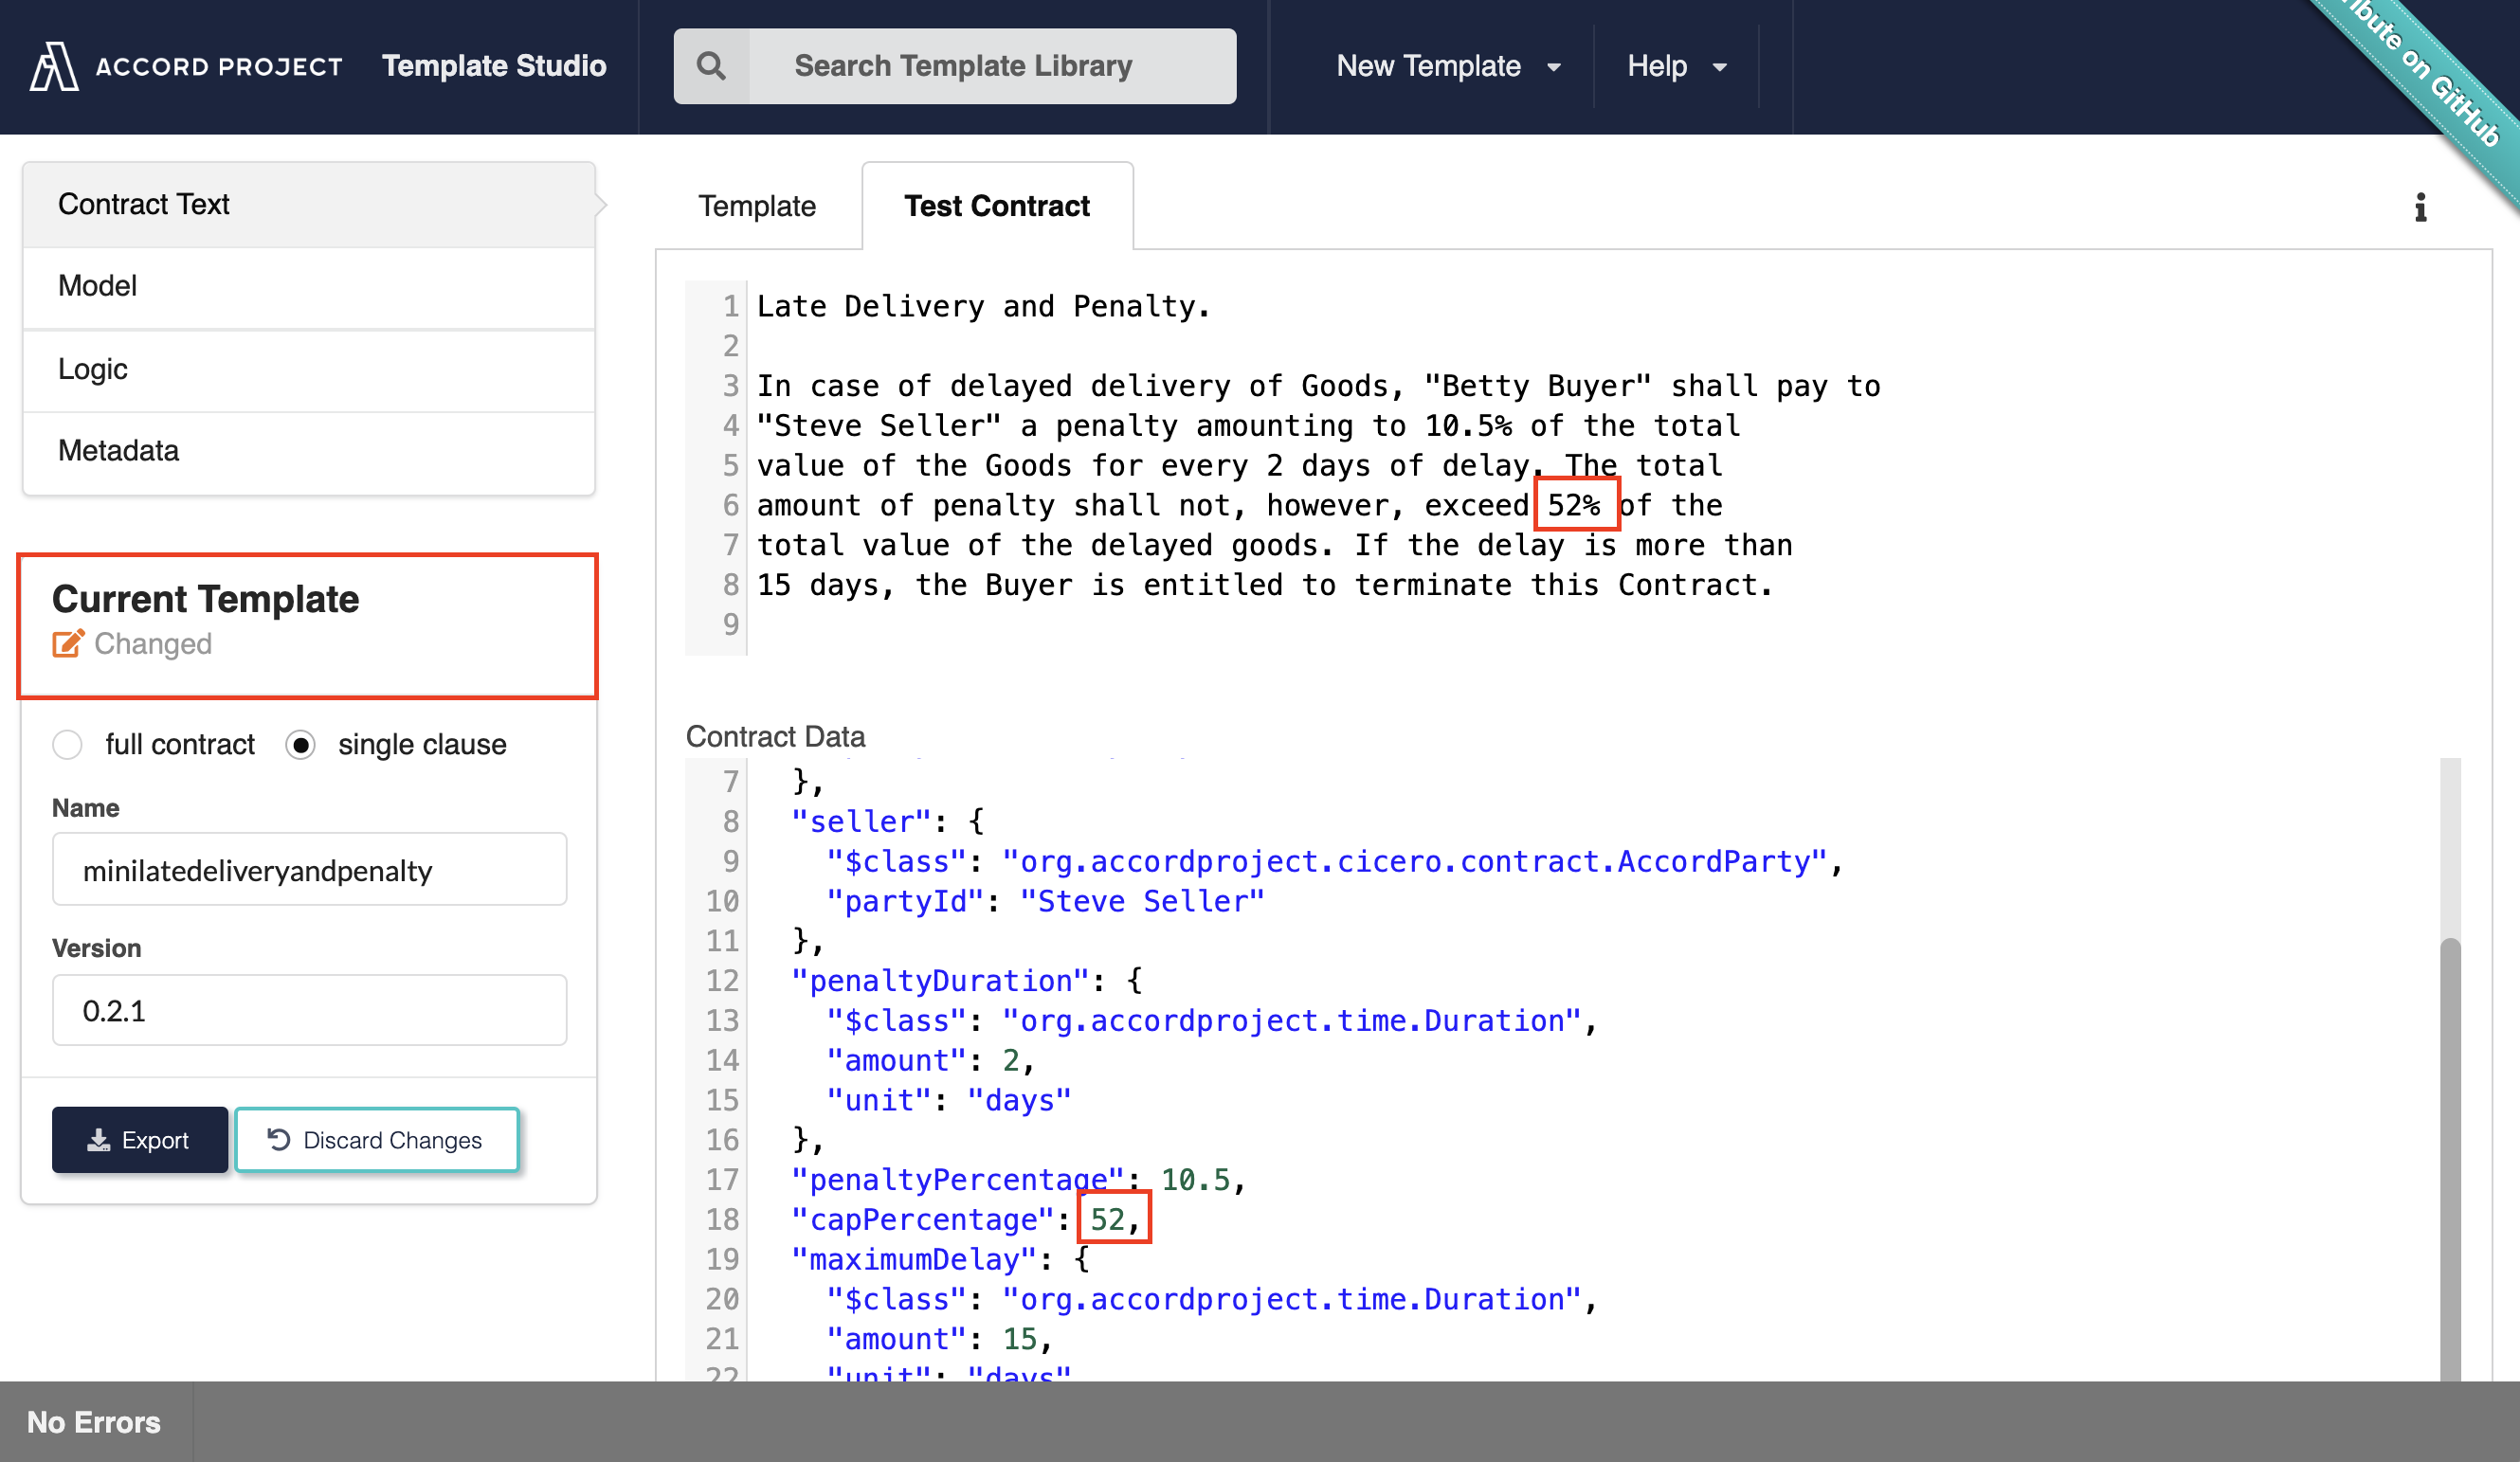 ACCORD PROJECT Template Studio
Search Template Library
New Template
Help
on GitHub
Contract Text
Model
Logic
Metadata
Current Template
Changed
full contract single clause
Name
minilatedeliveryandpenalty
Version
0.2.1
Export Discard Changes
Template Test Contract
1 Late Delivery and Penalty.
2
3 In case of delayed delivery of Goods, "Betty Buyer" shall pay to
4 "Steve Seller" a penalty amounting to 10.5% of the total
5 value of the Goods for every 2 days of delay. The total
6 amount of penalty shall not, however, exceed 52% of the
7 total value of the delayed goods. If the delay is more than
8 15 days, the Buyer is entitled to terminate this Contract.
9
Contract Data
7 },
8 "seller": {
9 "$class": "org.accordproject.cicero.contract.AccordParty",
10 "partyId": "Steve Seller"
11 },
12 "penaltyDuration": {
13 "$class": "org.accordproject.time.Duration",
14 "amount": 2,
15 "unit": "days"
16 },
17 "penaltyPercentage": 10.5,
18 "capPercentage": 52,
19 "maximumDelay": {
20 "$class": "org.accordproject.time.Duration",
21 "amount": 15,
22 "unit": "days"
No Errors